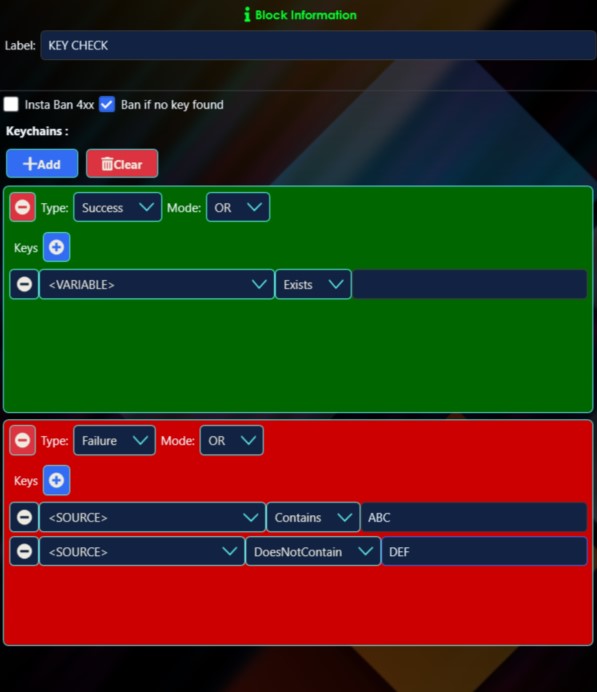 Block Information
Label: KEY CHECK
Insta Ban 4xx Ban if no key found
Keychains :
Add Clear
Type: Success Mode: OR
Keys
<VARIABLE> Exists
Type: Failure Mode: OR
Keys
<SOURCE> Contains ABC
<SOURCE> DoesNotContain DEF